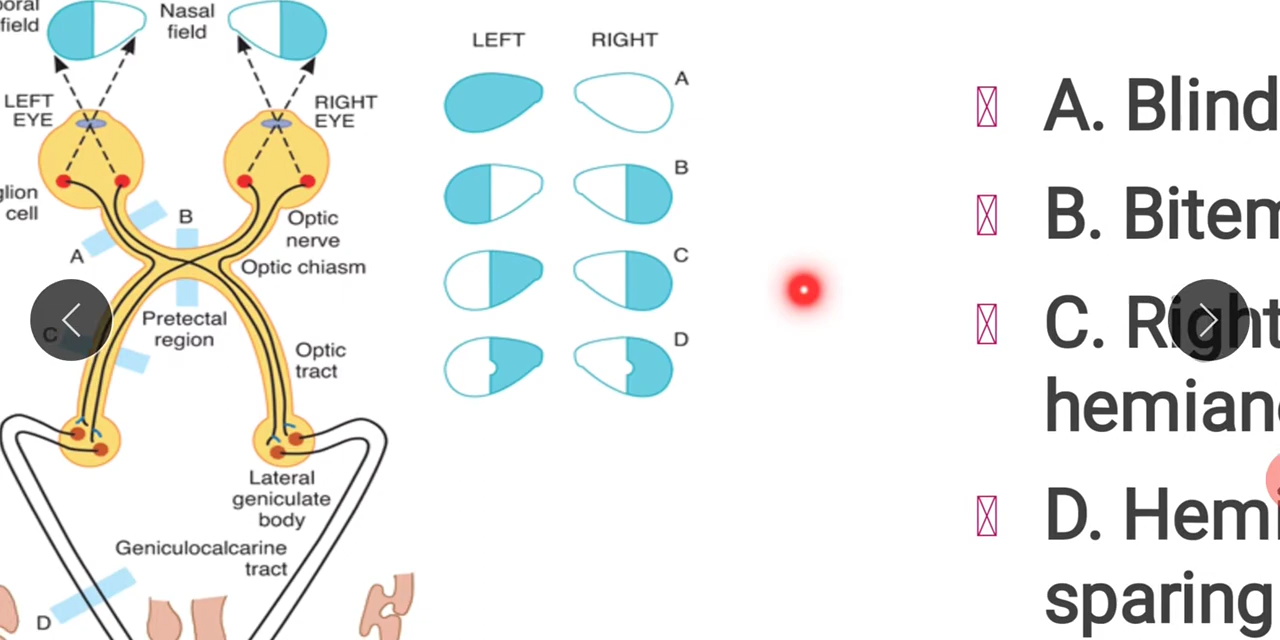 field
Nasal
field
LEFT
EYE
RIGHT
EYE
cell
A
B
Optic
nerve
Optic chiasm
C
Pretectal
region
Optic
tract
Lateral
geniculate
body
Geniculocalcarine
tract
D
LEFT RIGHT
A
B
C
D
A. Blind
B. Bitem
C. Right
hemian
D. Hemi
sparing